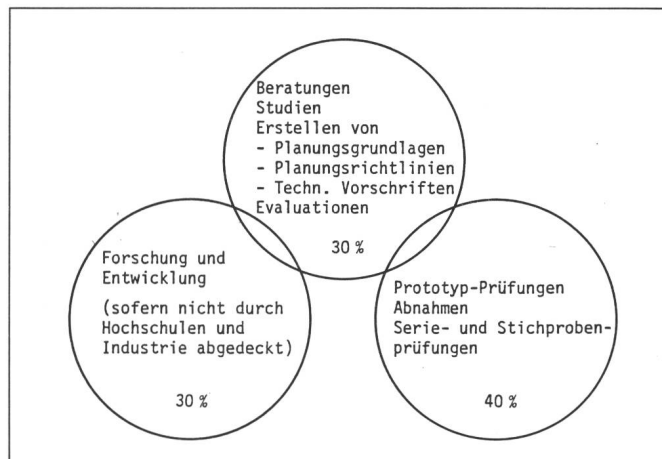 Beratungen
Studien
Erstellen von
- Planungsgrundlagen
- Planungsrichtlinien
- Techn. Vorschriften
Evaluationen
30 %
Forschung und
Entwicklung
(sofern nicht durch
Hochschulen und
Industrie abgedeckt)
30 %
Prototyp-Prüfungen
Abnahmen
Serie- und Stichproben-
prüfungen
40 %